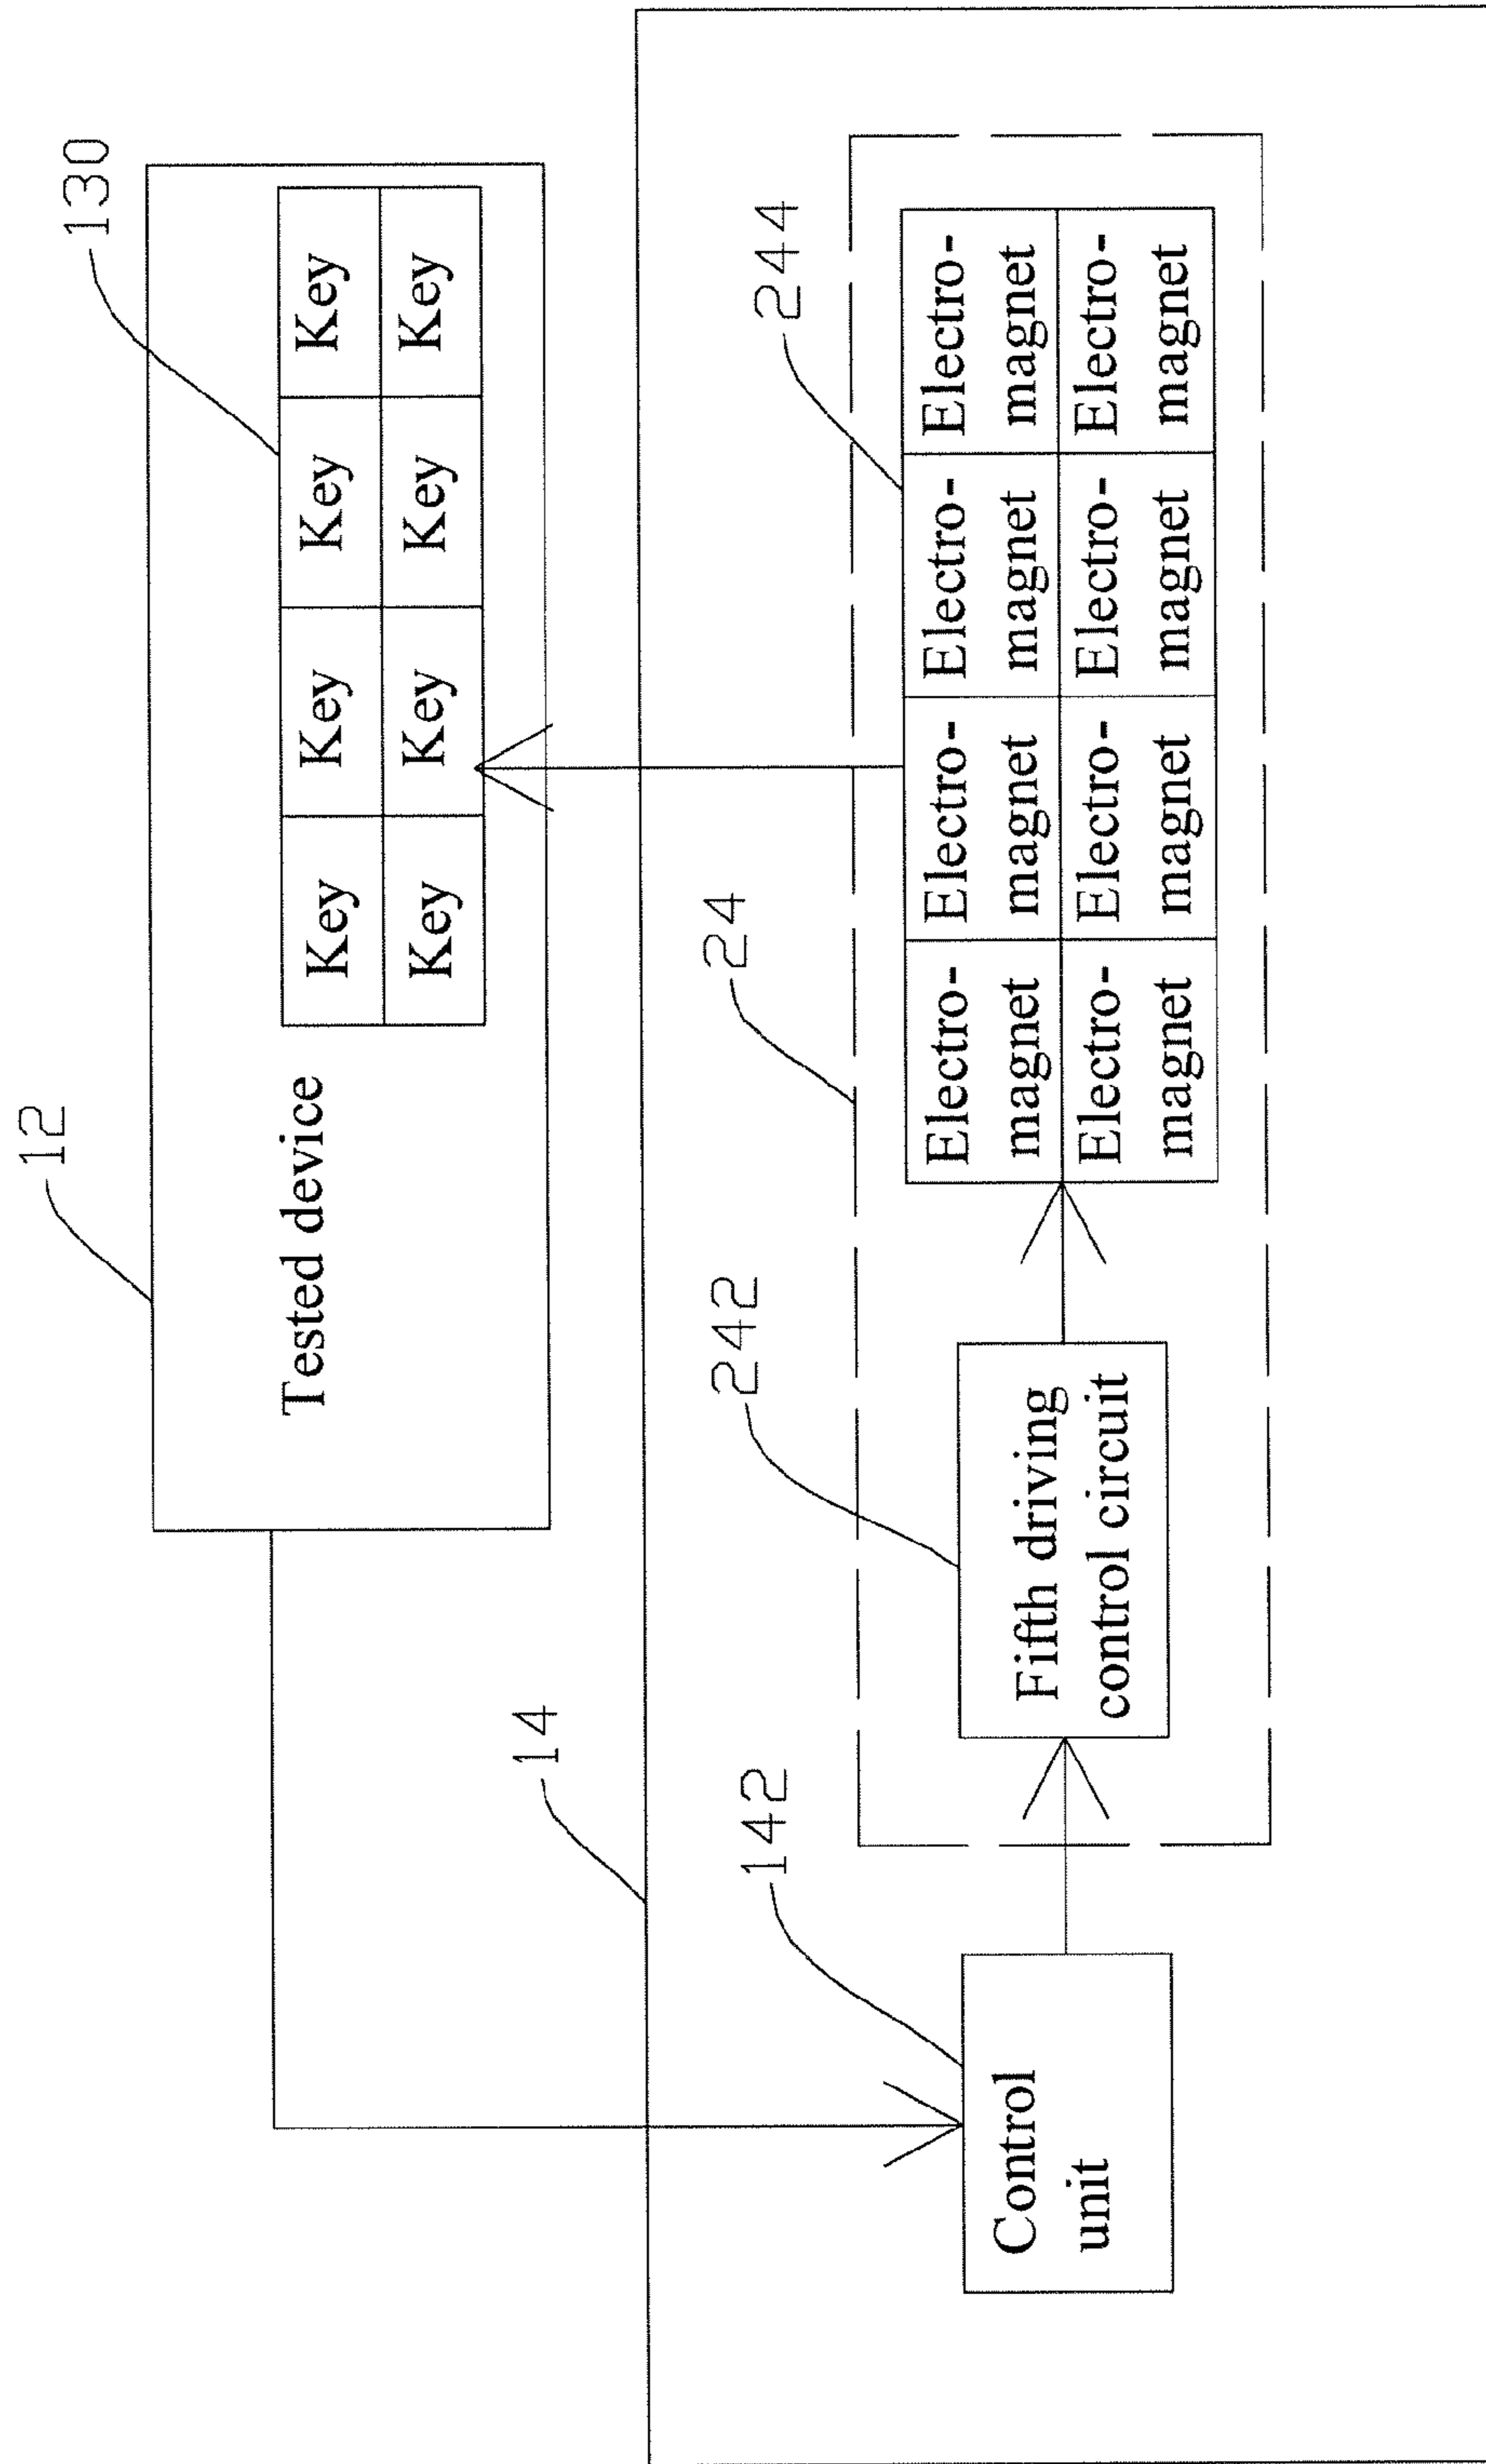 12
130
Tested device
Key Key Key Key
Key Key Key Key
14
142
242
24
244
Control
unit
Fifth driving
control circuit
Electro-
magnet
Electro-
magnet
Electro-
magnet
Electro-
magnet
Electro-
magnet
Electro-
magnet
Electro-
magnet
Electro-
magnet